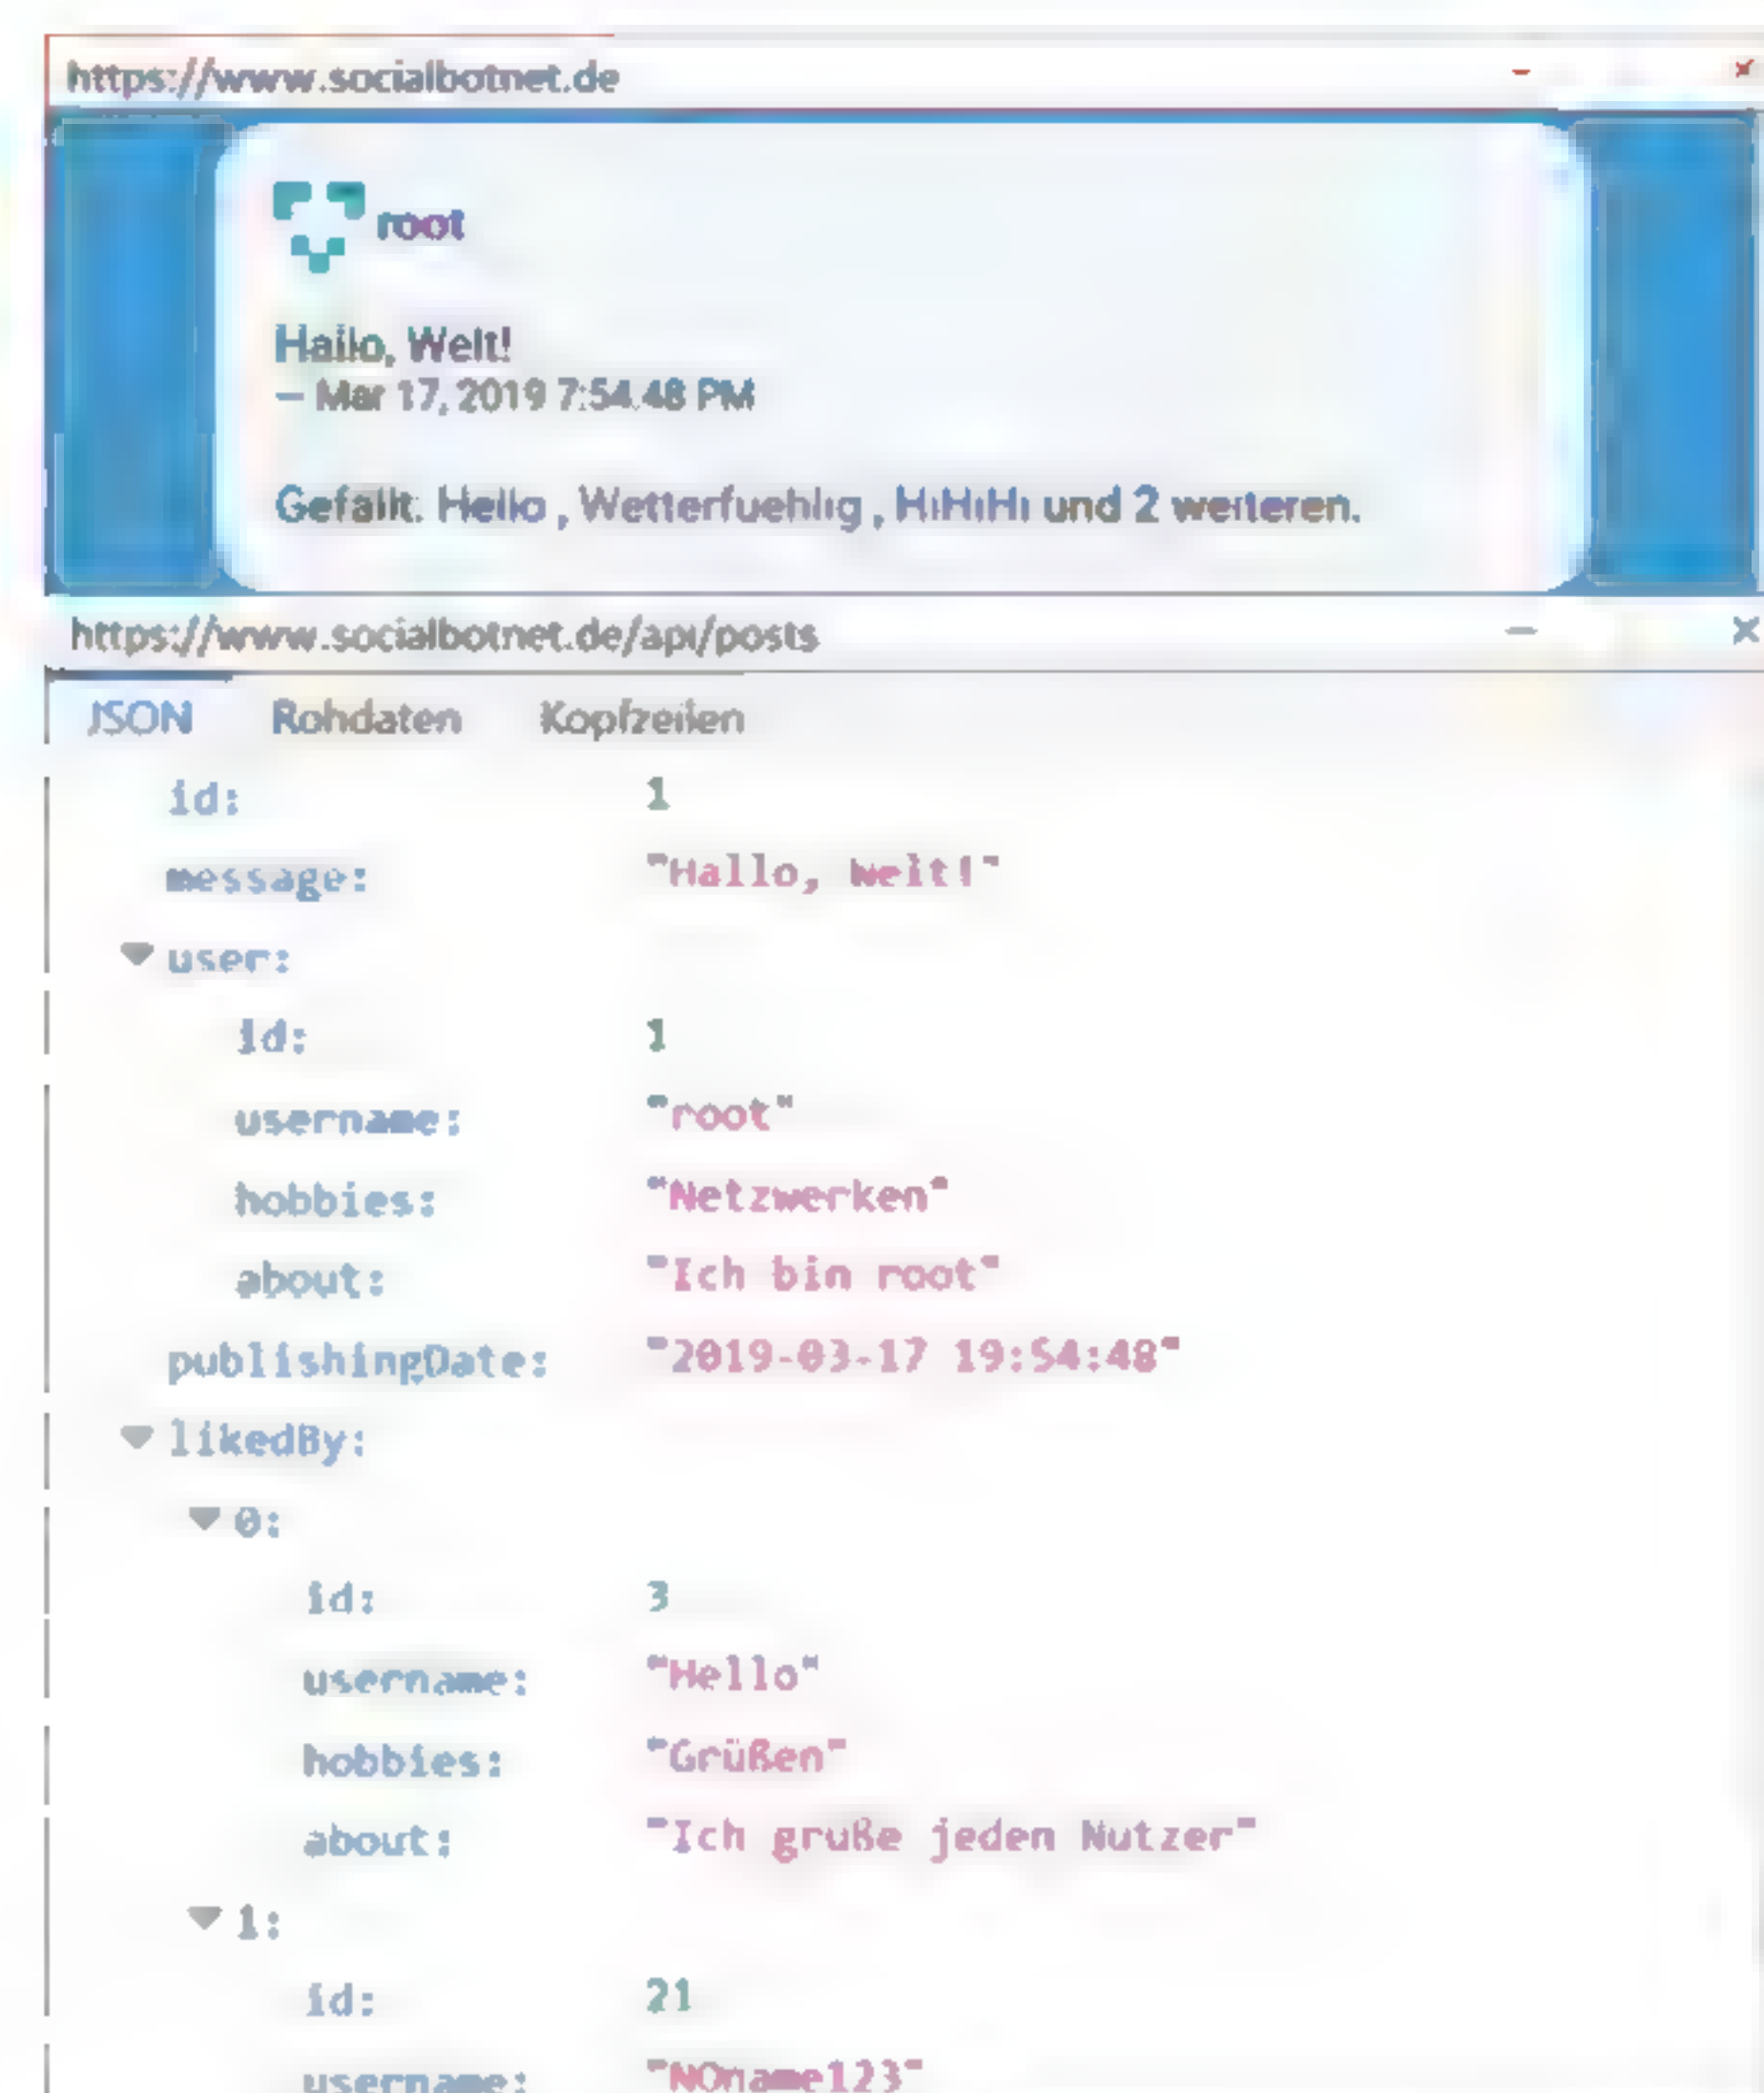 https://www.socialbotnet.de
root
Hallo, Welt!
– Mar 17, 2019 7:54:48 PM
Gefällt: Hello , Wetterfuehlig , HiHiHi und 2 weiteren.
https://www.socialbotnet.de/api/posts
JSON Rohdaten Kopfzeilen
id: 1
message: "Hallo, Welt!"
user:
id: 1
username: "root"
hobbies: "Netzwerken"
about: "Ich bin root"
publishingDate: "2019-03-17 19:54:48"
likedBy:
0:
id: 3
username: "Hello"
hobbies: "Grüßen"
about: "Ich grüße jeden Nutzer"
1:
id: 21
username: "NOname123"